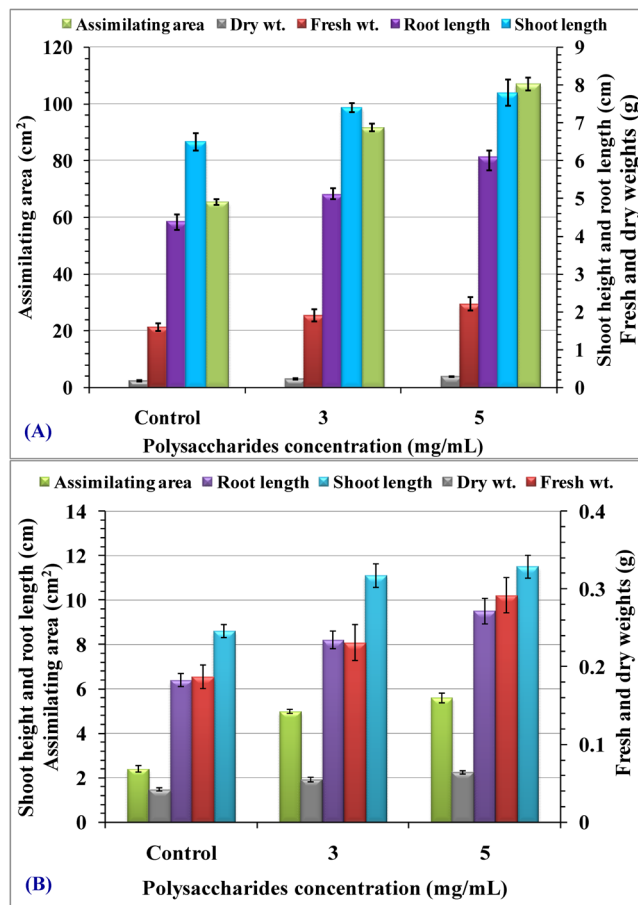 Assimilating area Dry wt. Fresh wt. Root length Shoot length
Assimilating area (cm²)
120
100
80
60
40
20
0
9
8
7
6
5
4
3
2
1
0
Shoot height and root length (cm)
Fresh and dry weights (g)
Control 3 5
(A)
Polysaccharides concentration (mg/mL)
Assimilating area Root length Shoot length Dry wt. Fresh wt.
Shoot height and root length (cm)
Assimilating area (cm²)
14
12
10
8
6
4
2
0
0.4
0.3
0.2
0.1
0
Fresh and dry weights (g)
Control 3 5
(B)
Polysaccharides concentration (mg/mL)